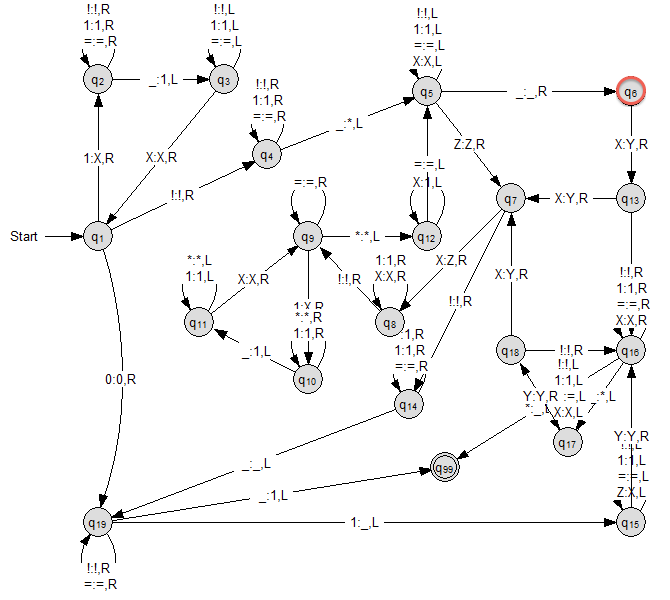 !:!,R
1:1,R
=:=,R
q2
_:1,L
!:!,L
1:1,L
=:=,L
q3
!:!,R
1:1,R
=:=,R
q4
_:*,L
!:!,L
1:1,L
=:=,L
X:X,L
q5
_:_,R
q6
1:X,R
X:X,R
!:!,R
Z:Z,R
X:Y,R
Start
q1
=:=,R
q9
*:*,L
=:=,L
X:1,L
q12
q7
X:Y,R
q13
*:*,L
1:1,L
X:X,R
q11
1:X,R
*:*,R
1:1,R
_:1,L
q10
!:!,R
1:1,R
X:X,R
q8
X:Z,R
!:!,R
X:Y,R
!:!,R
1:1,R
=:=,R
X:X,R
q18
!:!,R
q16
0:0,R
:1,R
1:1,R
=:=,R
q14
!:!,L
1:1,L
:=,L
X:X,L
_:*,L
Y:Y,R
*:_,L
q17
Y:Y,R
1:1,L
=:=,L
Z:X,L
q15
_:_,L
q99
_:1,L
q19
1:_,L
!:!,R
=:=,R